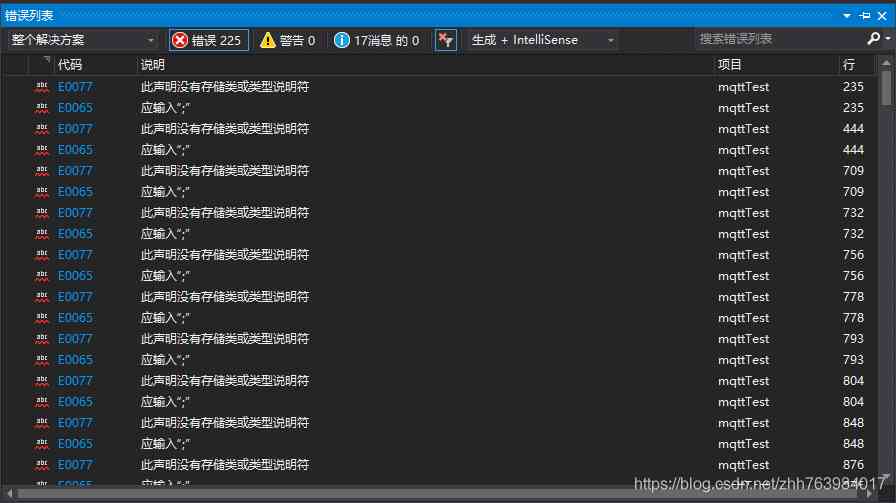 错误列表
整个解决方案 错误 225 警告 0 17消息 的 0 生成 + IntelliSense 搜索错误列表
代码 说明 项目 行
abc E0077 此声明没有存储类或类型说明符 mqttTest 235
abc E0065 应输入“;” mqttTest 235
abc E0077 此声明没有存储类或类型说明符 mqttTest 444
abc E0065 应输入“;” mqttTest 444
abc E0077 此声明没有存储类或类型说明符 mqttTest 709
abc E0065 应输入“;” mqttTest 709
abc E0077 此声明没有存储类或类型说明符 mqttTest 732
abc E0065 应输入“;” mqttTest 732
abc E0077 此声明没有存储类或类型说明符 mqttTest 756
abc E0065 应输入“;” mqttTest 756
abc E0077 此声明没有存储类或类型说明符 mqttTest 778
abc E0065 应输入“;” mqttTest 778
abc E0077 此声明没有存储类或类型说明符 mqttTest 793
abc E0065 应输入“;” mqttTest 793
abc E0077 此声明没有存储类或类型说明符 mqttTest 804
abc E0065 应输入“;” mqttTest 804
abc E0077 此声明没有存储类或类型说明符 mqttTest 848
abc E0065 应输入“;” mqttTest 848
abc E0077 此声明没有存储类或类型说明符 mqttTest 876
abc E0065 应输入“;”
https://blog.csdn.net/zhh763984017